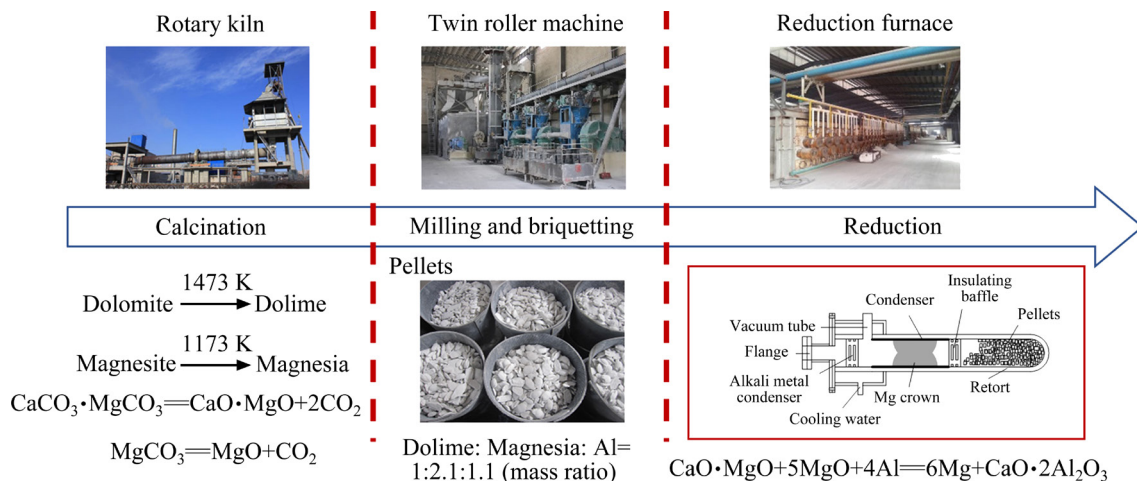 Rotary kiln
Twin roller machine
Reduction furnace
Calcination
Milling and briquetting
Reduction
1473 K
Dolomite → Dolime
1173 K
Magnesite → Magnesia
CaCO₃•MgCO₃═CaO•MgO+2CO₂
MgCO₃═MgO+CO₂
Pellets
Dolime: Magnesia: Al=
1:2.1:1.1 (mass ratio)
Insulating
baffle
Condenser
Pellets
Vacuum tube
Flange
Alkali metal
condenser
Mg crown
Retort
Cooling water
CaO•MgO+5MgO+4Al═6Mg+CaO•2Al₂O₃